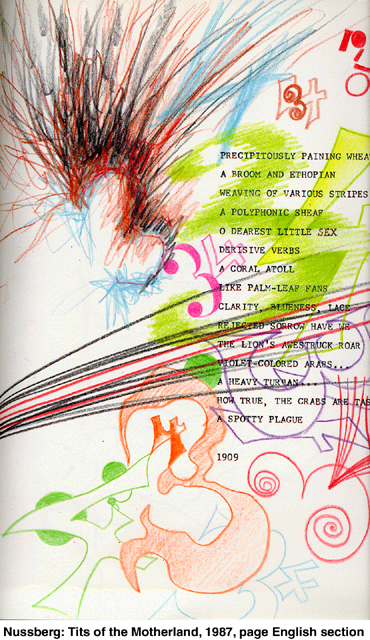 PRECIPITOUSLY PAINING WHEA
A BROOM AND ETHOPIAN
WEAVING OF VARIOUS STRIPES
A POLYPHONIC SHEAF
O DEAREST LITTLE SEX
DERISIVE VERBS
A CORAL ATOLL
LIKE PALM-LEAF FANS
CLARITY, BLUENESS, LACE
REJECTED SORROW HAVE WE
THE LION'S AWESTRUCK ROAR
VIOLET-COLORED ARABS...
A HEAVY TURBAN...
HOW TRUE, THE CRABS ARE TAS
A SPOTTY PLAGUE
1909
Nussberg: Tits of the Motherland, 1987, page English section